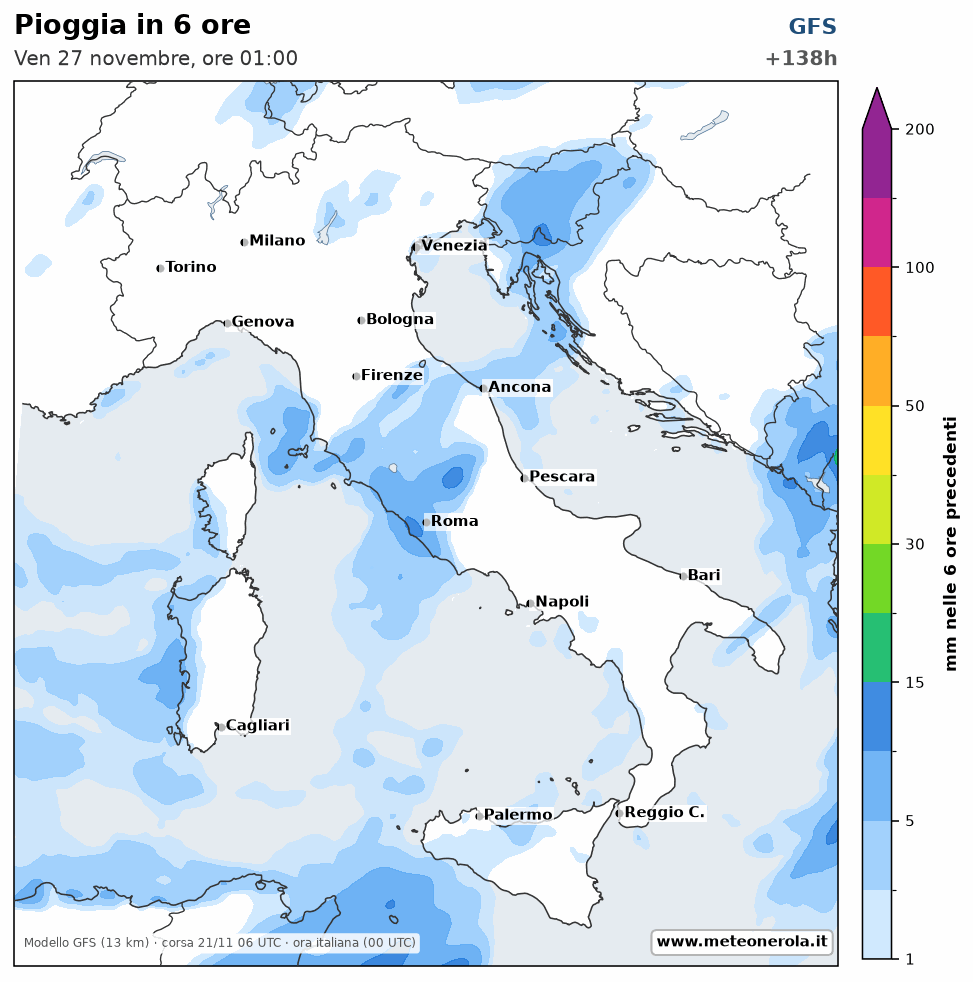 Pioggia in 6 ore
GFS
Ven 27 novembre, ore 01:00
+138h
200
100
50
30
15
5
1
mm nelle 6 ore precedenti
Milano
Venezia
Torino
Genova
Bologna
Firenze
Ancona
Pescara
Roma
Bari
Napoli
Cagliari
Palermo
Reggio C.
Modello GFS (13 km) · corsa 21/11 06 UTC · ora italiana (00 UTC)
www.meteonerola.it